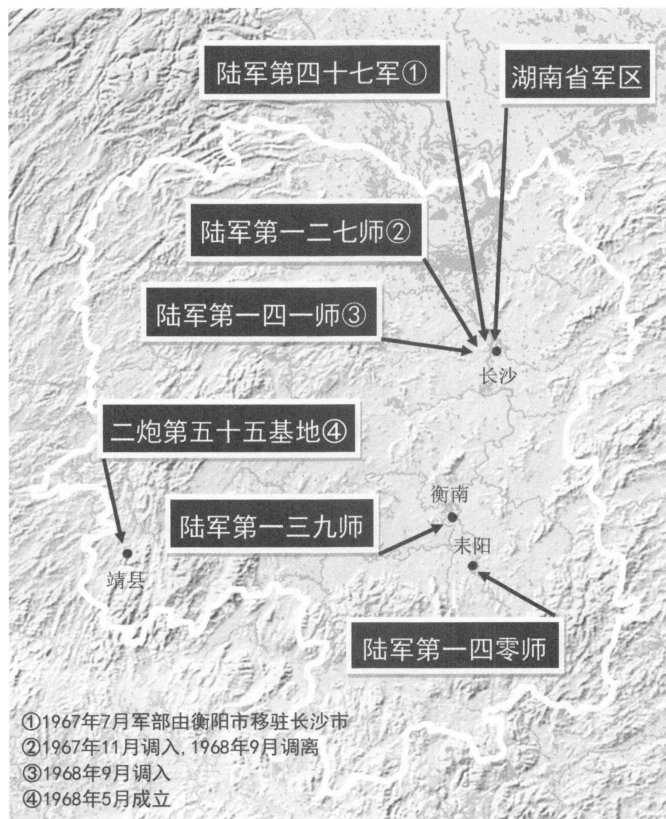 陆军第四十七军①
湖南省军区
陆军第一二七师②
陆军第一四一师③
长沙
二炮第五十五基地④
衡南
陆军第一三九师
耒阳
靖县
陆军第一四零师
①1967年7月军部由衡阳市移驻长沙市
②1967年11月调入,1968年9月调离
③1968年9月调入
④1968年5月成立